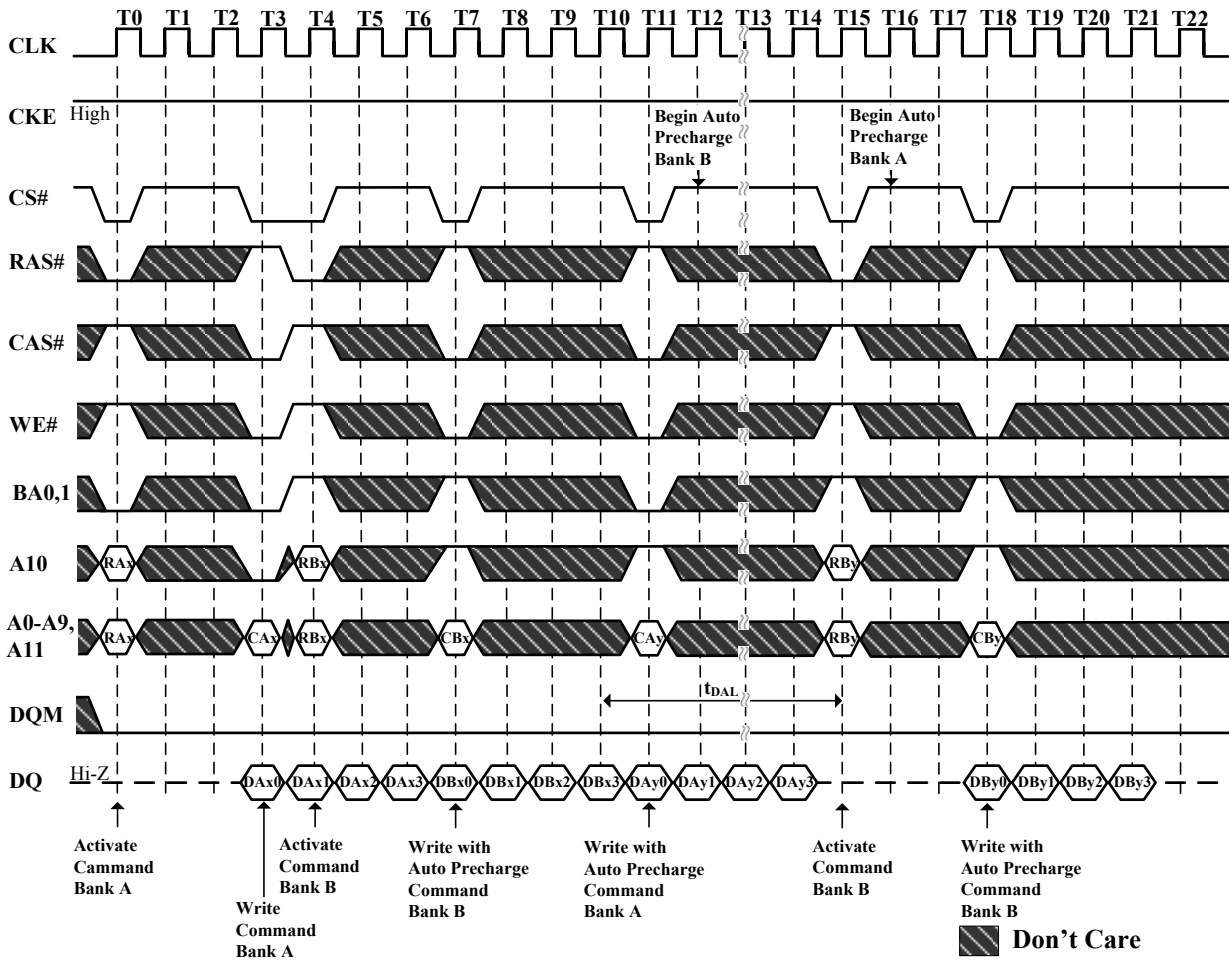 T0 T1 T2 T3 T4 T5 T6 T7 T8 T9 T10 T11 T12 T13 T14 T15 T16 T17 T18 T19 T20 T21 T22
CLK
CKE High
Begin Auto
Precharge
Bank B
Begin Auto
Precharge
Bank A
CS#
RAS#
CAS#
WE#
BA0,1
A10 RAx RBx RBy
A0-A9,
A11
RAx CAx RBx CBx CAy RBy CBy
tDAL
DQM
DQ Hi-Z DAx0 DAx1 DAx2 DAx3 DBx0 DBx1 DBx2 DBx3 DAy0 DAy1 DAy2 DAy3 DBy0 DBy1 DBy2 DBy3
Activate
Cammand
Bank A
Write
Command
Bank A
Activate
Command
Bank B
Write with
Auto Precharge
Command
Bank B
Write with
Auto Precharge
Command
Bank A
Activate
Command
Bank B
Write with
Auto Precharge
Command
Bank B
Don't Care